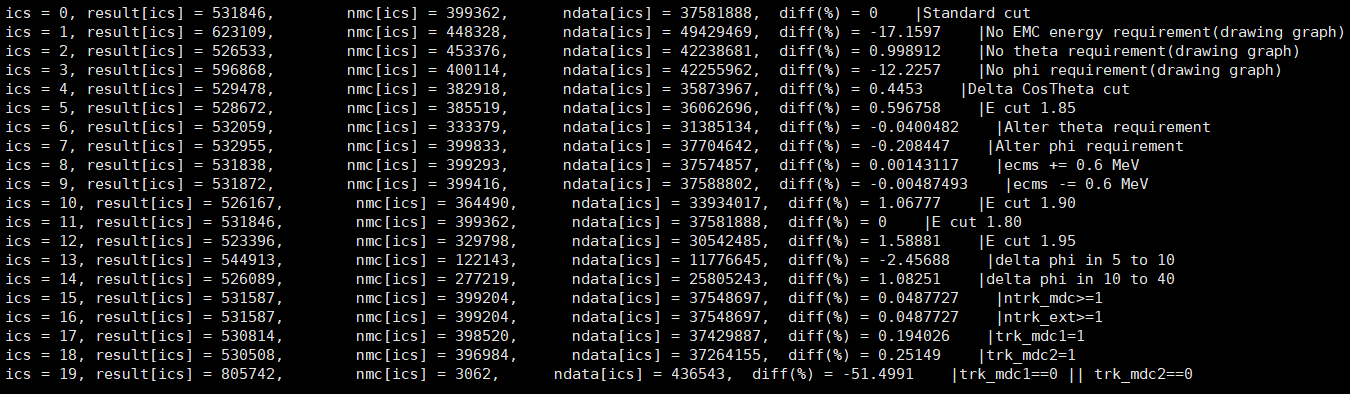 ics = 0, result[ics] = 531846, nmc[ics] = 399362, ndata[ics] = 37581888, diff(%) = 0 |Standard cut
ics = 1, result[ics] = 623109, nmc[ics] = 448328, ndata[ics] = 49429469, diff(%) = -17.1597 |No EMC energy requirement(drawing graph)
ics = 2, result[ics] = 526533, nmc[ics] = 453376, ndata[ics] = 42238681, diff(%) = 0.998912 |No theta requirement(drawing graph)
ics = 3, result[ics] = 596868, nmc[ics] = 400114, ndata[ics] = 42255962, diff(%) = -12.2257 |No phi requirement(drawing graph)
ics = 4, result[ics] = 529478, nmc[ics] = 382918, ndata[ics] = 35873967, diff(%) = 0.4453 |Delta CosTheta cut
ics = 5, result[ics] = 528672, nmc[ics] = 385519, ndata[ics] = 36062696, diff(%) = 0.596758 |E cut 1.85
ics = 6, result[ics] = 532059, nmc[ics] = 333379, ndata[ics] = 31385134, diff(%) = -0.0400482 |Alter theta requirement
ics = 7, result[ics] = 532955, nmc[ics] = 399833, ndata[ics] = 37704642, diff(%) = -0.208447 |Alter phi requirement
ics = 8, result[ics] = 531838, nmc[ics] = 399293, ndata[ics] = 37574857, diff(%) = 0.00143117 |ecms += 0.6 MeV
ics = 9, result[ics] = 531872, nmc[ics] = 399416, ndata[ics] = 37588802, diff(%) = -0.00487493 |ecms -= 0.6 MeV
ics = 10, result[ics] = 526167, nmc[ics] = 364490, ndata[ics] = 33934017, diff(%) = 1.06777 |E cut 1.90
ics = 11, result[ics] = 531846, nmc[ics] = 399362, ndata[ics] = 37581888, diff(%) = 0 |E cut 1.80
ics = 12, result[ics] = 523396, nmc[ics] = 329798, ndata[ics] = 30542485, diff(%) = 1.58881 |E cut 1.95
ics = 13, result[ics] = 544913, nmc[ics] = 122143, ndata[ics] = 11776645, diff(%) = -2.45688 |delta phi in 5 to 10
ics = 14, result[ics] = 526089, nmc[ics] = 277219, ndata[ics] = 25805243, diff(%) = 1.08251 |delta phi in 10 to 40
ics = 15, result[ics] = 531587, nmc[ics] = 399204, ndata[ics] = 37548697, diff(%) = 0.0487727 |ntrk_mdc>=1
ics = 16, result[ics] = 531587, nmc[ics] = 399204, ndata[ics] = 37548697, diff(%) = 0.0487727 |ntrk_ext>=1
ics = 17, result[ics] = 530814, nmc[ics] = 398520, ndata[ics] = 37429887, diff(%) = 0.194026 |trk_mdc1=1
ics = 18, result[ics] = 530508, nmc[ics] = 396984, ndata[ics] = 37264155, diff(%) = 0.25149 |trk_mdc2=1
ics = 19, result[ics] = 805742, nmc[ics] = 3062, ndata[ics] = 436543, diff(%) = -51.4991 |trk_mdc1==0 || trk_mdc2==0